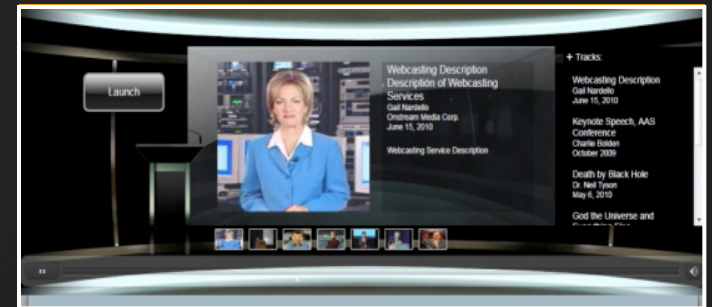 Launch
Webcasting Description
Description of Webcasting
Services
Gail Nardello
Onstream Media Corp.
June 15, 2010
Webcasting Service Description
+ Tracks:
Webcasting Description
Gail Nardello
June 15, 2010
Keynote Speech, AAS
Conference
Charlie Bolden
October 2009
Death by Black Hole
Dr. Neil Tyson
May 6, 2010
God the Universe and